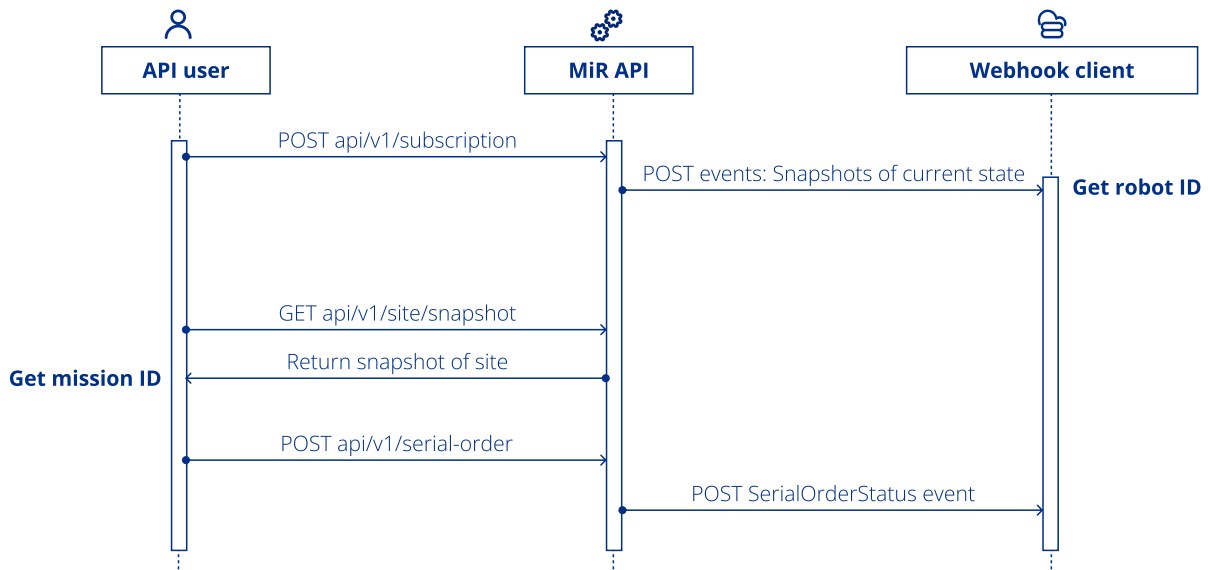 API user
MiR API
Webhook client
POST api/v1/subscription
POST events: Snapshots of current state
Get robot ID
GET api/v1/site/snapshot
Return snapshot of site
Get mission ID
POST api/v1/serial-order
POST SerialOrderStatus event